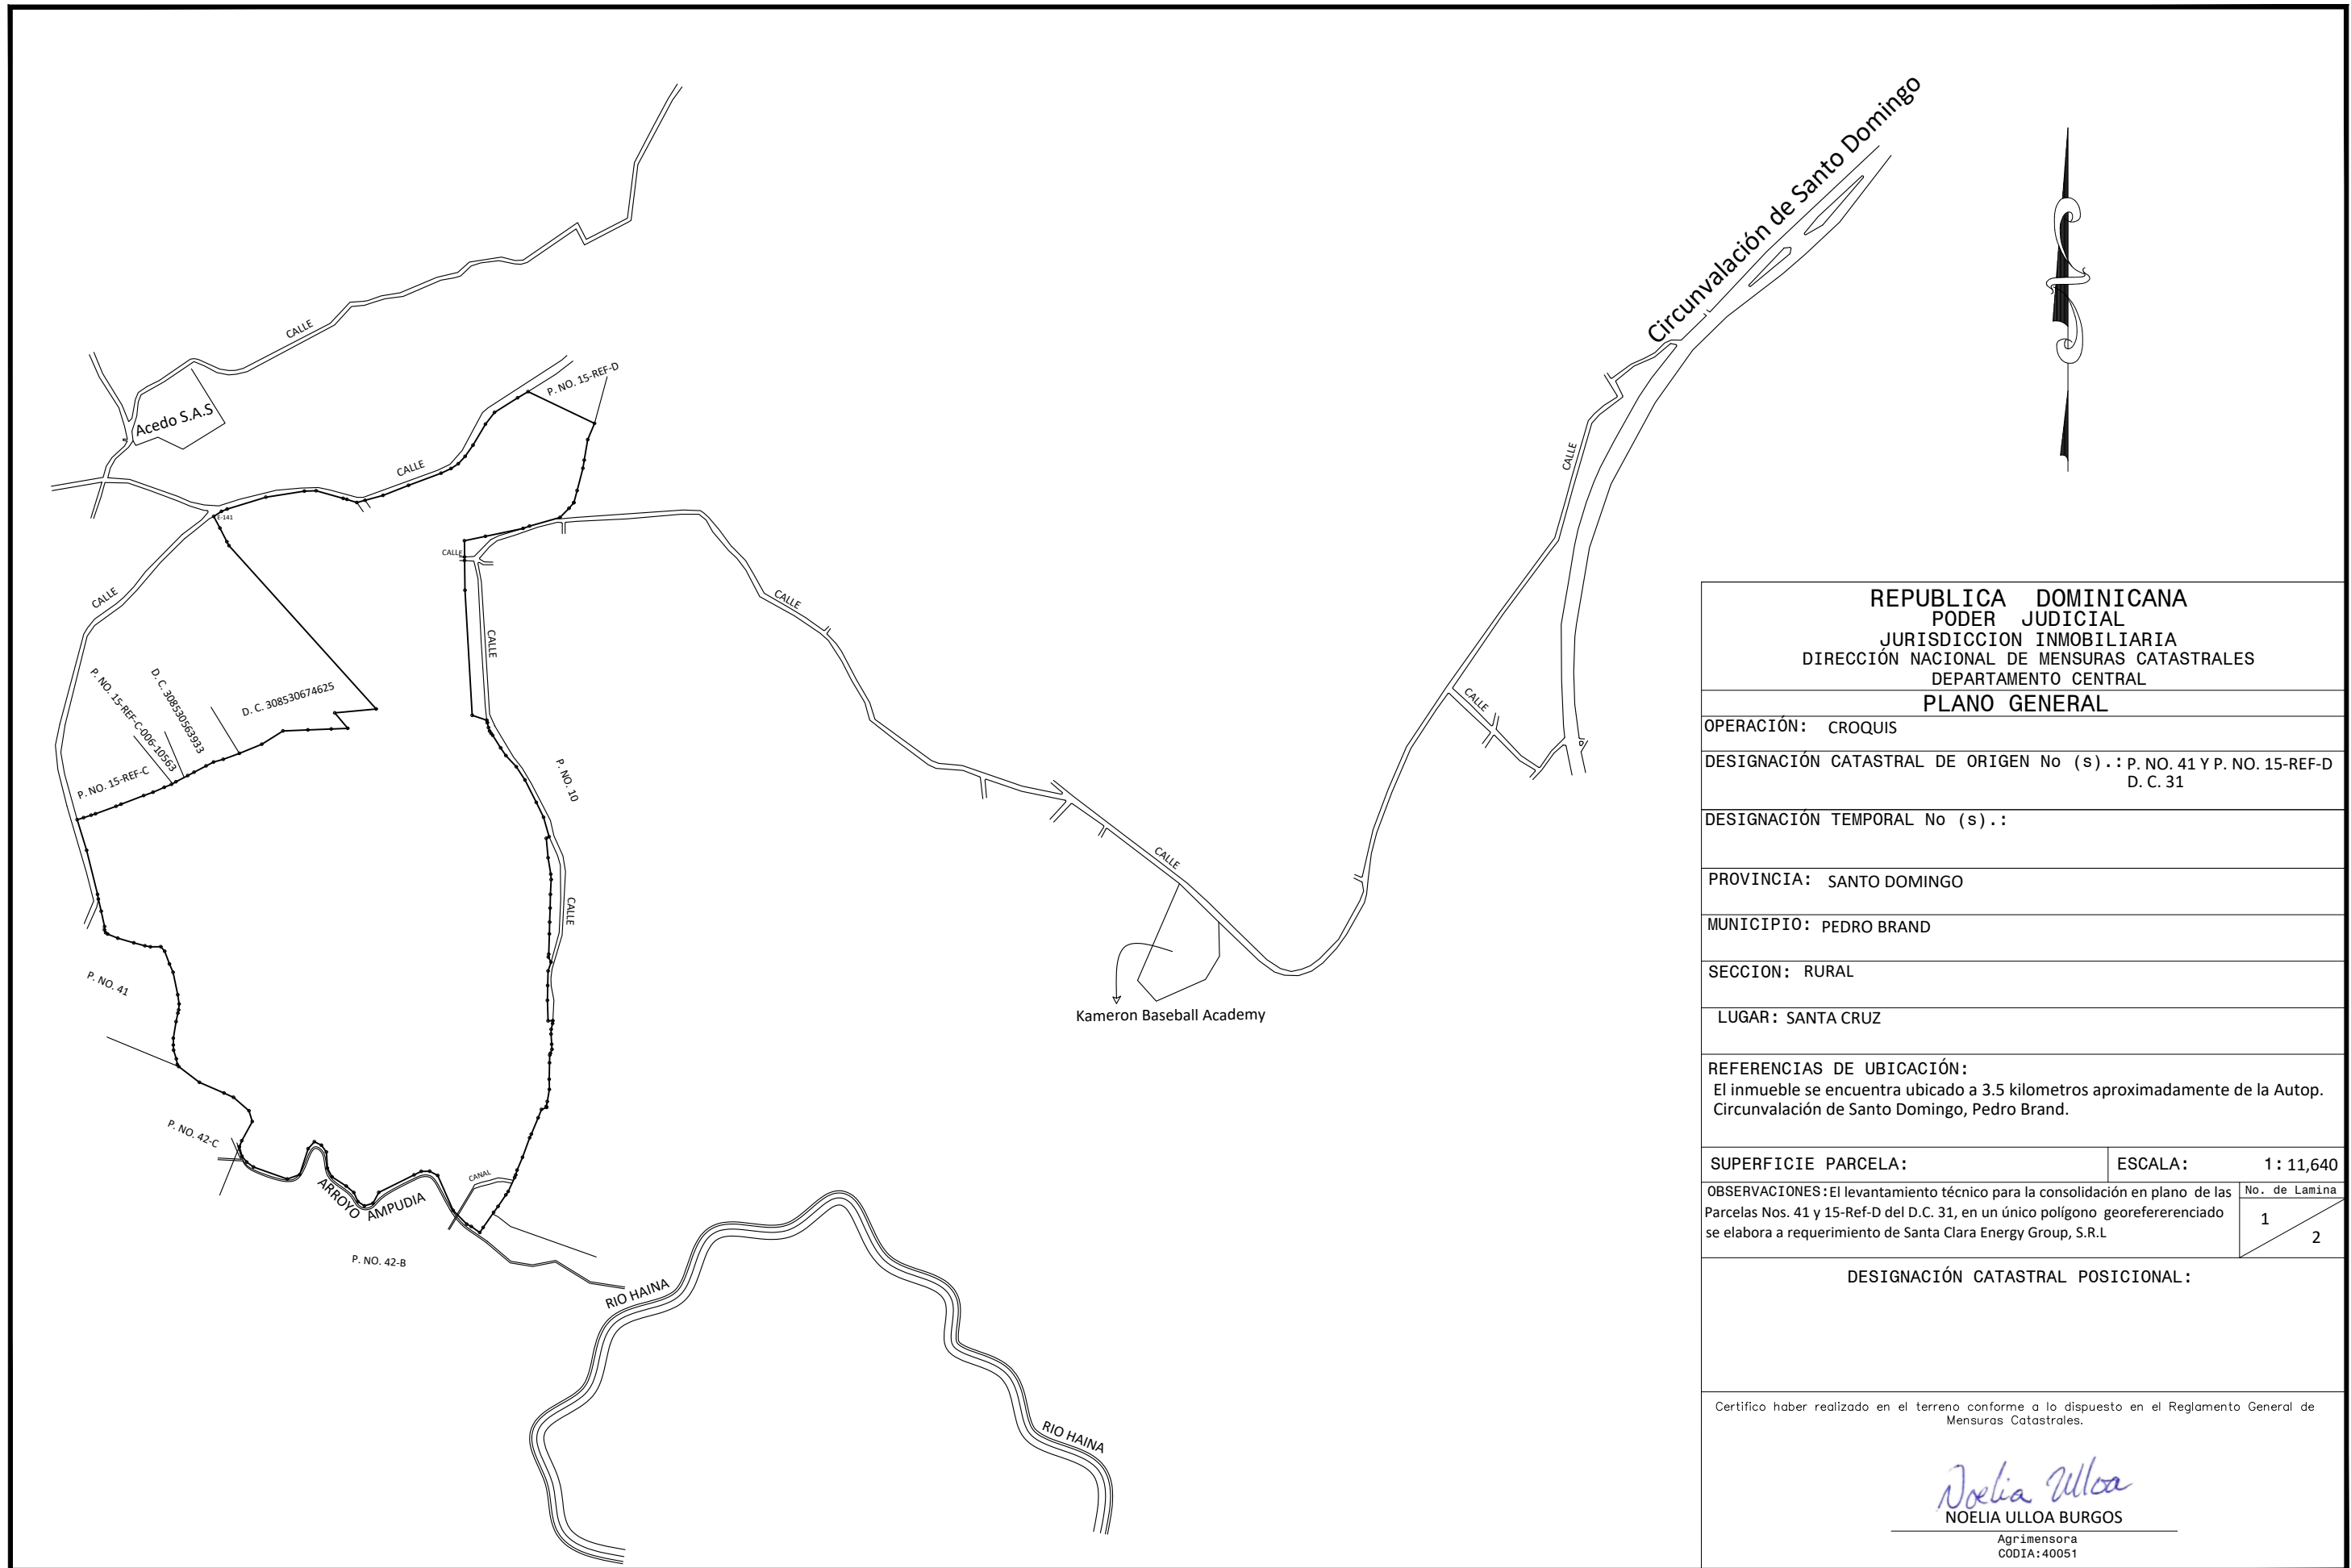 Circunvalación de Santo Domingo
CALLE
P. NO. 15-REF-D
Acedo S.A.S
CALLE
CALLE
E-141
CALLE
CALLE
CALLE
CALLE
CALLE
P. NO. 15-REF-C-006-10563
D. C. 308530563933
D. C. 308530674625
P. NO. 15-REF-C
P. NO. 10
CALLE
CALLE
CALLE
P. NO. 41
Kameron Baseball Academy
P. NO. 42-C
CANAL
ARROYO
AMPUDIA
P. NO. 42-B
RIO HAINA
RIO HAINA
REPUBLICA DOMINICANA
PODER JUDICIAL
JURISDICCION INMOBILIARIA
DIRECCIÓN NACIONAL DE MENSURAS CATASTRALES
DEPARTAMENTO CENTRAL
PLANO GENERAL
OPERACIÓN: CROQUIS
DESIGNACIÓN CATASTRAL DE ORIGEN No (s).: P. NO. 41 Y P. NO. 15-REF-D
D. C. 31
DESIGNACIÓN TEMPORAL No (s).:
PROVINCIA: SANTO DOMINGO
MUNICIPIO: PEDRO BRAND
SECCION: RURAL
LUGAR: SANTA CRUZ
REFERENCIAS DE UBICACIÓN:
El inmueble se encuentra ubicado a 3.5 kilometros aproximadamente de la Autop.
Circunvalación de Santo Domingo, Pedro Brand.
SUPERFICIE PARCELA:
ESCALA: 1: 11,640
OBSERVACIONES: El levantamiento técnico para la consolidación en plano de las
Parcelas Nos. 41 y 15-Ref-D del D.C. 31, en un único polígono georefererenciado
se elabora a requerimiento de Santa Clara Energy Group, S.R.L
No. de Lamina
1
2
DESIGNACIÓN CATASTRAL POSICIONAL:
Certifico haber realizado en el terreno conforme a lo dispuesto en el Reglamento General de
Mensuras Catastrales.
Noelia Ulloa
NOELIA ULLOA BURGOS
Agrimensora
CODIA:40051